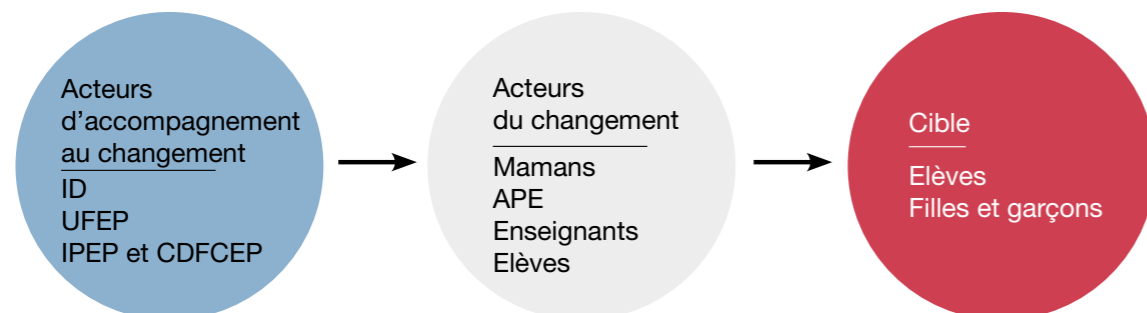 Acteurs
d'accompagnement
au changement
ID
UFEP
IPEP et CDFCEP
Acteurs
du changement
Mamans
APE
Enseignants
Elèves
Cible
Elèves
Filles et garçons